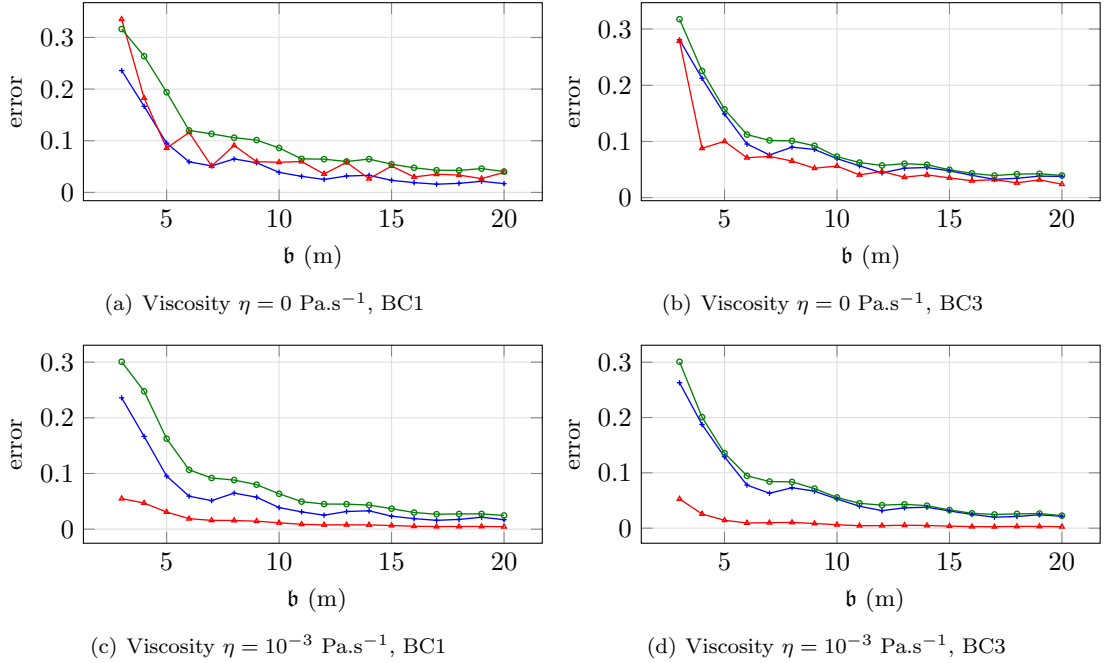 0.3
0.2
0.1
0
error
5
10
15
20
𝔟 (m)
(a) Viscosity η = 0 Pa.s⁻¹, BC1
0.3
0.2
0.1
0
error
5
10
15
20
𝔟 (m)
(b) Viscosity η = 0 Pa.s⁻¹, BC3
0.3
0.2
0.1
0
error
5
10
15
20
𝔟 (m)
(c) Viscosity η = 10⁻³ Pa.s⁻¹, BC1
0.3
0.2
0.1
0
error
5
10
15
20
𝔟 (m)
(d) Viscosity η = 10⁻³ Pa.s⁻¹, BC3